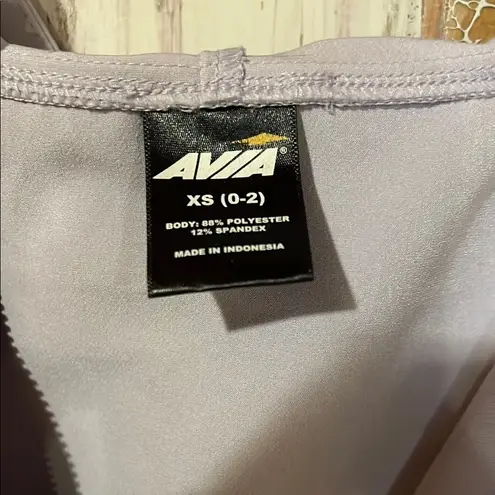 AVIA®
XS (0-2)
BODY: 88% POLYESTER
12% SPANDEX
MADE IN INDONESIA